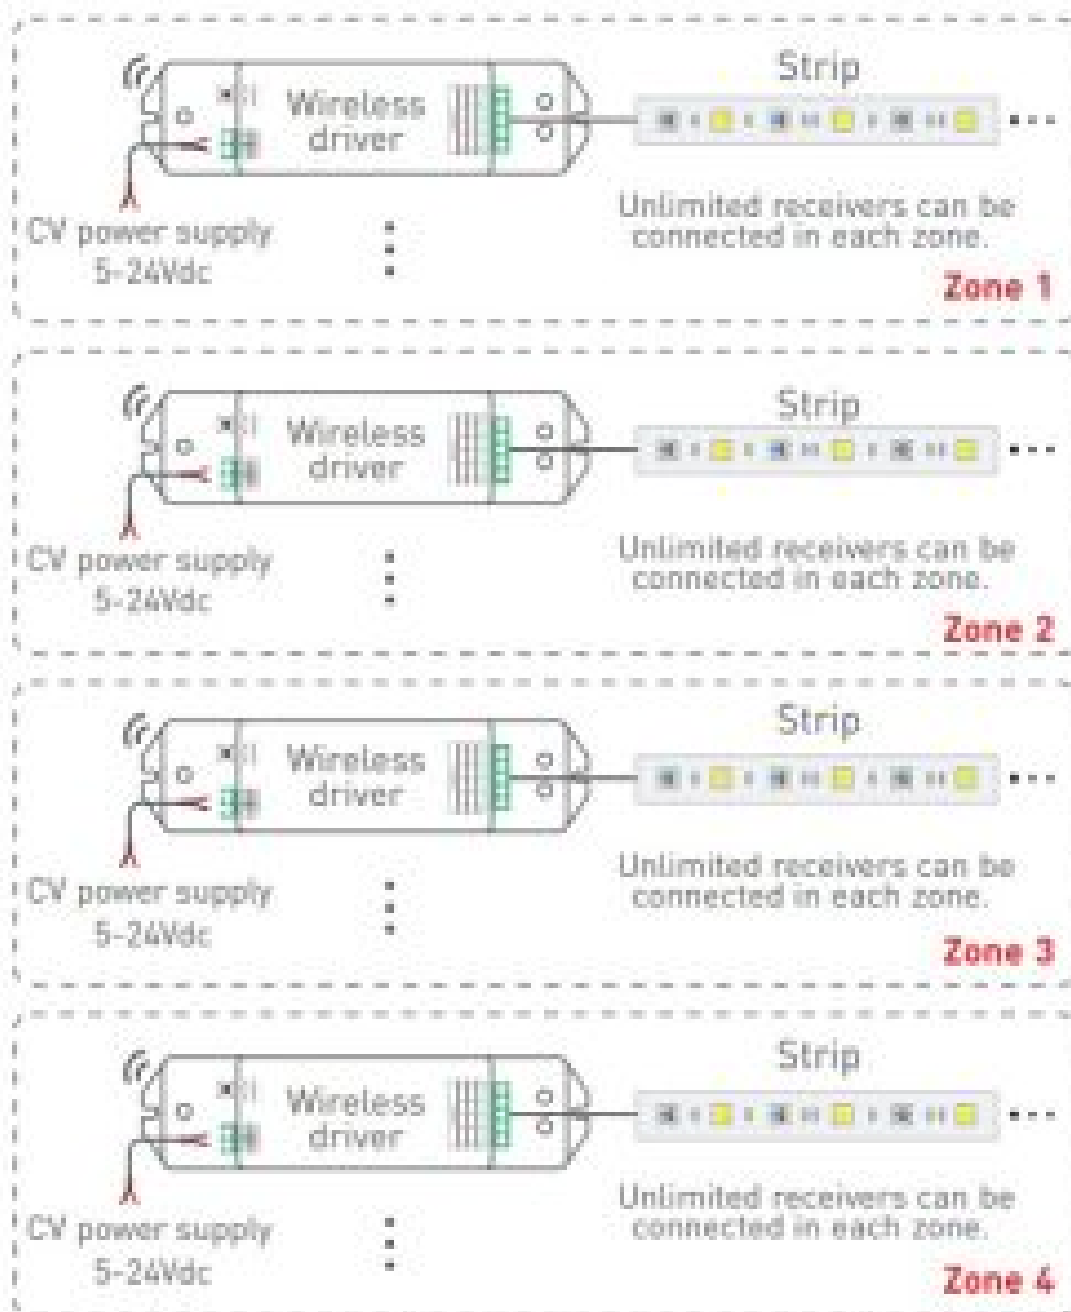 Strip
Wireless
driver
CV power supply
5-24Vdc
Unlimited receivers can be
connected in each zone.
Zone 1
Strip
Wireless
driver
CV power supply
5-24Vdc
Unlimited receivers can be
connected in each zone.
Zone 2
Strip
Wireless
driver
CV power supply
5-24Vdc
Unlimited receivers can be
connected in each zone.
Zone 3
Strip
Wireless
driver
CV power supply
5-24Vdc
Unlimited receivers can be
connected in each zone.
Zone 4